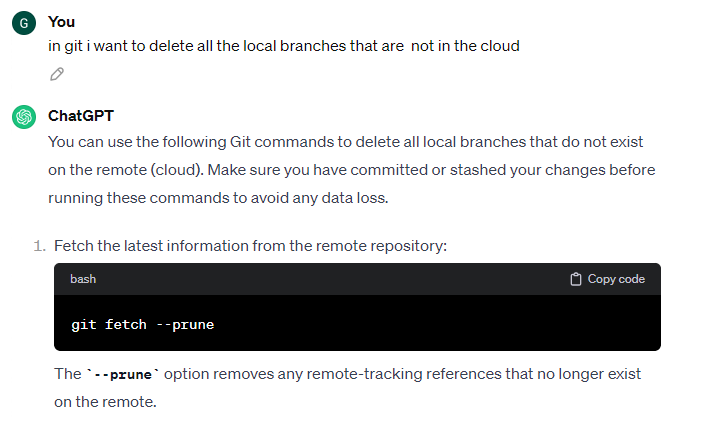 G You
in git i want to delete all the local branches that are  not in the cloud
ChatGPT
You can use the following Git commands to delete all local branches that do not exist
on the remote (cloud). Make sure you have committed or stashed your changes before
running these commands to avoid any data loss.
1. Fetch the latest information from the remote repository:
bash Copy code
git fetch --prune
The `--prune` option removes any remote-tracking references that no longer exist
on the remote.